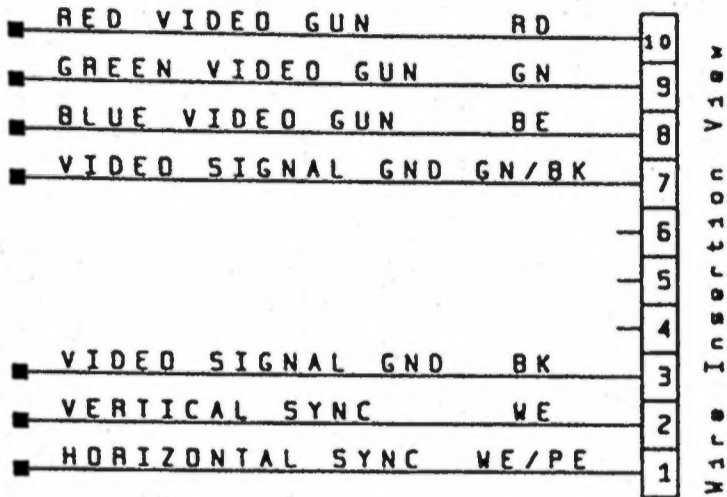 RED VIDEO GUN RD 10
GREEN VIDEO GUN GN 9
BLUE VIDEO GUN BE 8
VIDEO SIGNAL GND GN/BK 7
6
5
4
VIDEO SIGNAL GND BK 3
VERTICAL SYNC WE 2
HORIZONTAL SYNC WE/PE 1
Wire Insertion View